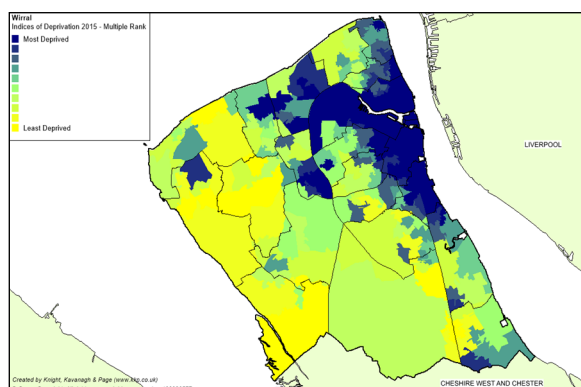 Wirral
Indices of Deprivation 2015 - Multiple Rank
Most Deprived
Least Deprived
LIVERPOOL
CHESHIRE WEST AND CHESTER
Created by Knight, Kavanagh & Page (www.kkp.co.uk)